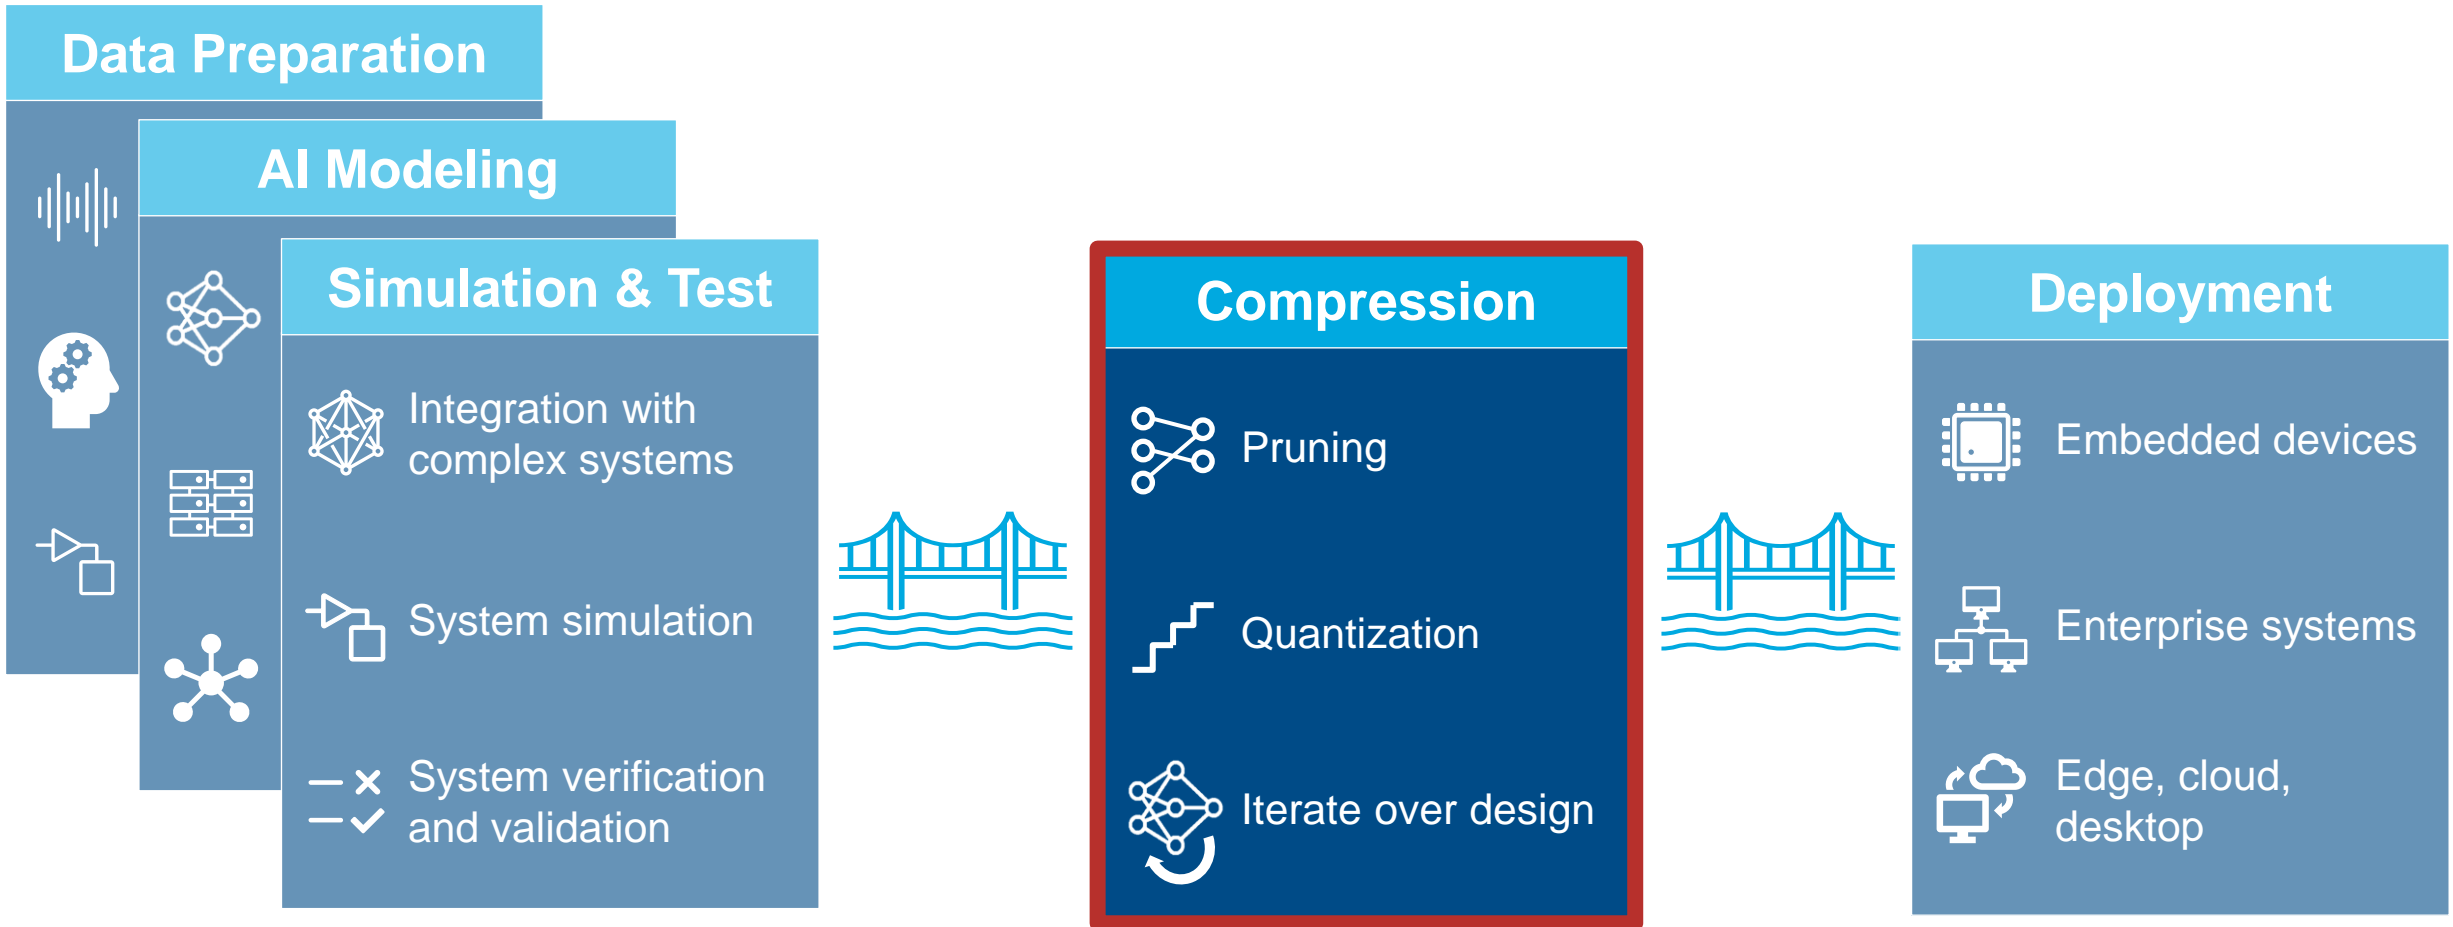 Data Preparation
AI Modeling
Simulation & Test
Integration with
complex systems
System simulation
System verification
and validation
Compression
Pruning
Quantization
Iterate over design
Deployment
Embedded devices
Enterprise systems
Edge, cloud,
desktop